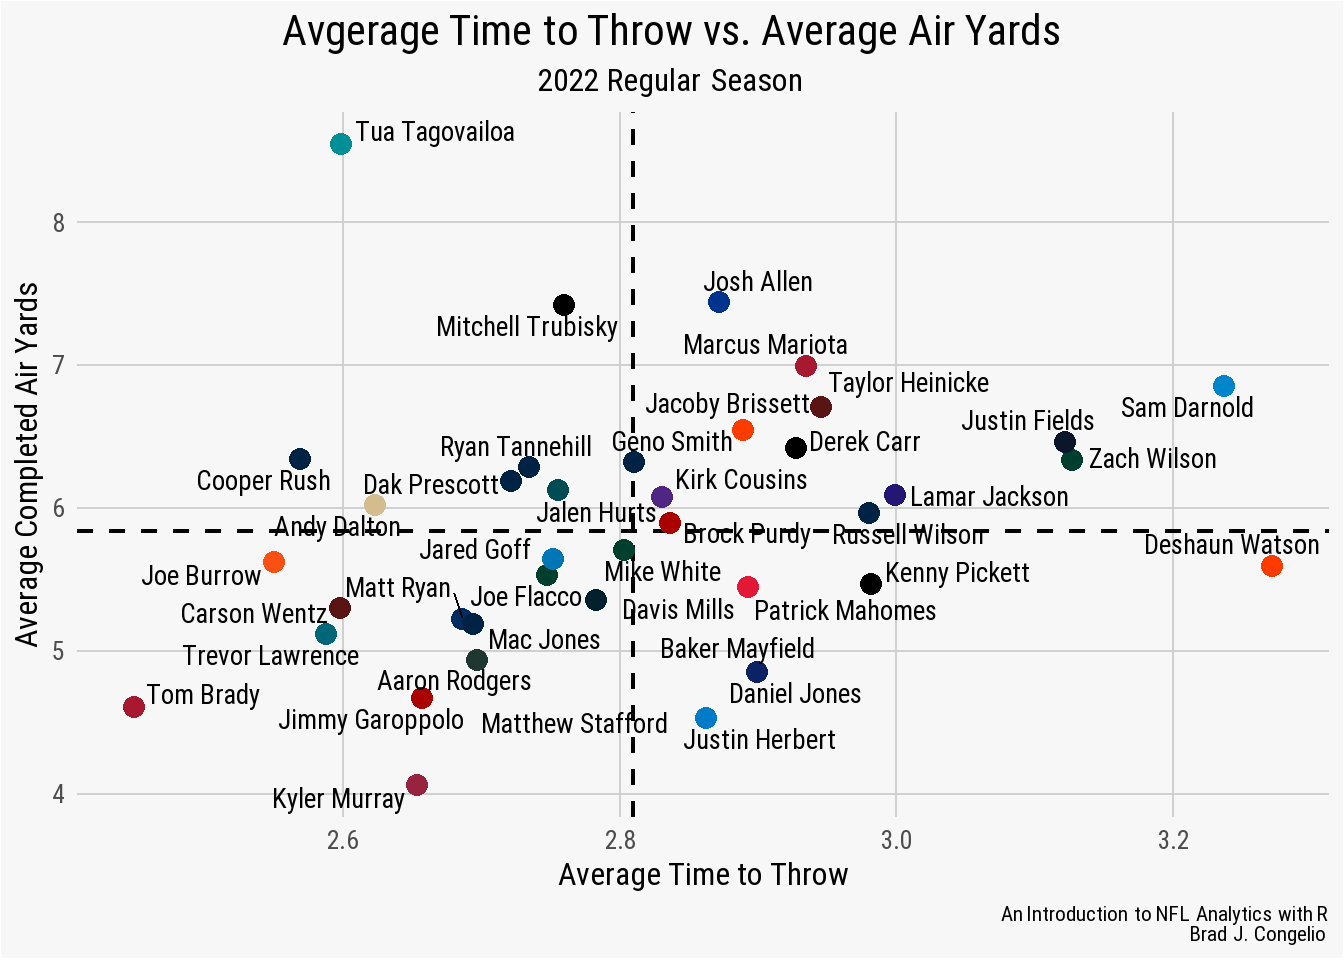 Avgerage Time to Throw vs. Average Air Yards
2022 Regular Season
Average Completed Air Yards
8
7
6
5
4
Tua Tagovailoa
Josh Allen
Mitchell Trubisky
Marcus Mariota
Taylor Heinicke
Jacoby Brissett
Sam Darnold
Justin Fields
Ryan Tannehill
Geno Smith
Derek Carr
Zach Wilson
Cooper Rush
Dak Prescott
Kirk Cousins
Lamar Jackson
Jalen Hurts
Andy Dalton
Brock Purdy
Russell Wilson
Jared Goff
Deshaun Watson
Joe Burrow
Mike White
Kenny Pickett
Matt Ryan
Joe Flacco
Carson Wentz
Davis Mills
Patrick Mahomes
Mac Jones
Trevor Lawrence
Baker Mayfield
Aaron Rodgers
Tom Brady
Daniel Jones
Jimmy Garoppolo
Matthew Stafford
Justin Herbert
Kyler Murray
2.6
2.8
3.0
3.2
Average Time to Throw
An Introduction to NFL Analytics with R
Brad J. Congelio